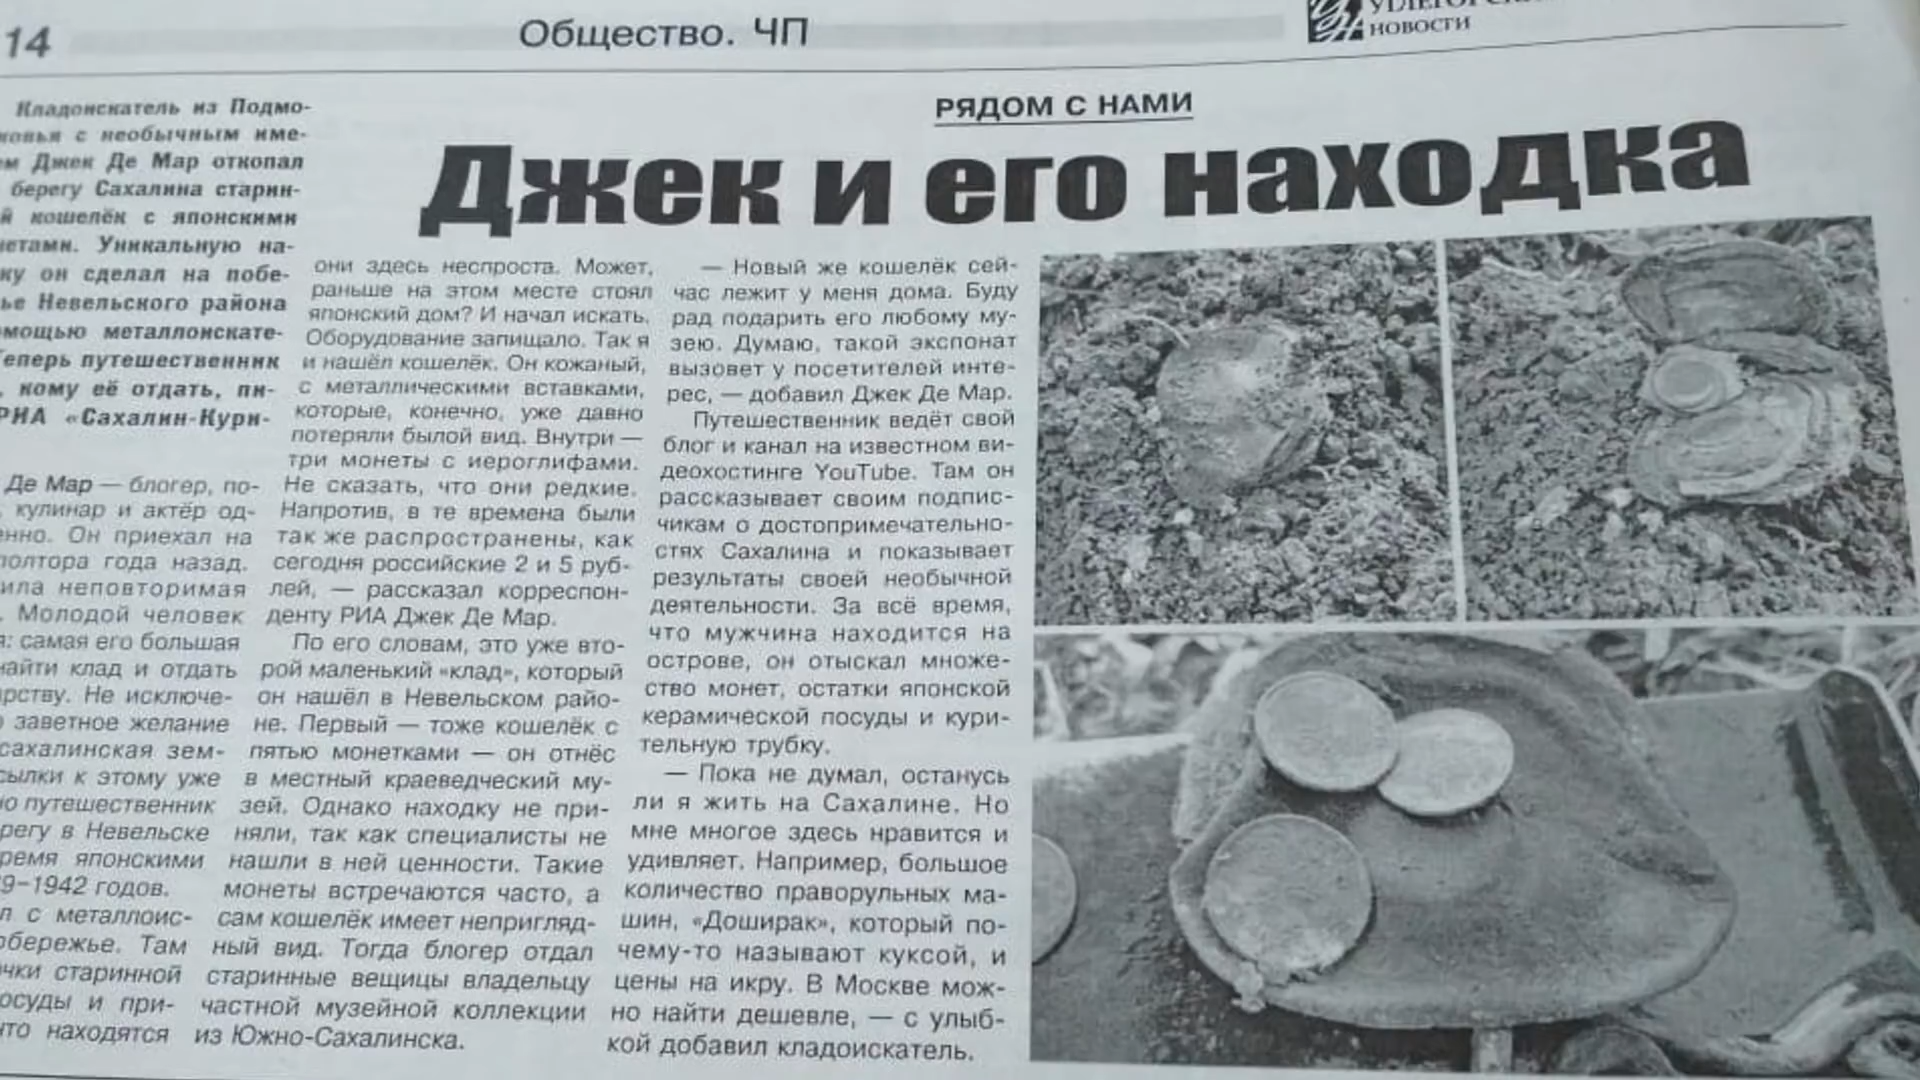 14
Общество. ЧП
НОВОСТИ
РЯДОМ С НАМИ
Джек и его находка
Кладоискатель из Подмо-
с необычным име-
Джек Де Мар откопал
берегу Сахалина старин-
кошелёк с японскими
Уникальную на-
он сделал на побе-
Невельского района
металлоискате-
Теперь путешественник
, кому её отдать, пи-
РИА «Сахалин-Кури-
Де Мар — блогер, по-
, кулинар и актёр од-
Он приехал на
полтора года назад.
неповторимая
. Молодой человек
: самая его большая
найти клад и отдать
Не исключе-
заветное желание
сахалинская зем-
к этому уже
путешественник
в Невельске
японскими
9–1942 годов.
с металлоис-
Там
старинной
и при-
что находятся
они здесь неспроста. Может,
раньше на этом месте стоял
японский дом? И начал искать.
Оборудование запищало. Так я
и нашёл кошелёк. Он кожаный,
с металлическими вставками,
которые, конечно, уже давно
потеряли былой вид. Внутри —
три монеты с иероглифами.
Не сказать, что они редкие.
Напротив, в те времена были
так же распространены, как
сегодня российские 2 и 5 руб-
лей, — рассказал корреспон-
денту РИА Джек Де Мар.
По его словам, это уже вто-
рой маленький «клад», который
он нашёл в Невельском райо-
не. Первый — тоже кошелёк с
пятью монетками — он отнёс
в местный краеведческий му-
зей. Однако находку не при-
няли, так как специалисты не
нашли в ней ценности. Такие
монеты встречаются часто, а
сам кошелёк имеет непригляд-
ный вид. Тогда блогер отдал
старинные вещицы владельцу
частной музейной коллекции
из Южно-Сахалинска.
— Новый же кошелёк сей-
час лежит у меня дома. Буду
рад подарить его любому му-
зею. Думаю, такой экспонат
вызовет у посетителей инте-
рес, — добавил Джек Де Мар.
Путешественник ведёт свой
блог и канал на известном ви-
деохостинге YouTube. Там он
рассказывает своим подпис-
чикам о достопримечательно-
стях Сахалина и показывает
результаты своей необычной
деятельности. За всё время,
что мужчина находится на
острове, он отыскал множе-
ство монет, остатки японской
керамической посуды и кури-
тельную трубку.
— Пока не думал, останусь
ли я жить на Сахалине. Но
мне многое здесь нравится и
удивляет. Например, большое
количество праворульных ма-
шин, «Доширак», который по-
чему-то называют куксой, и
цены на икру. В Москве мож-
но найти дешевле, — с улыб-
кой добавил кладоискатель.